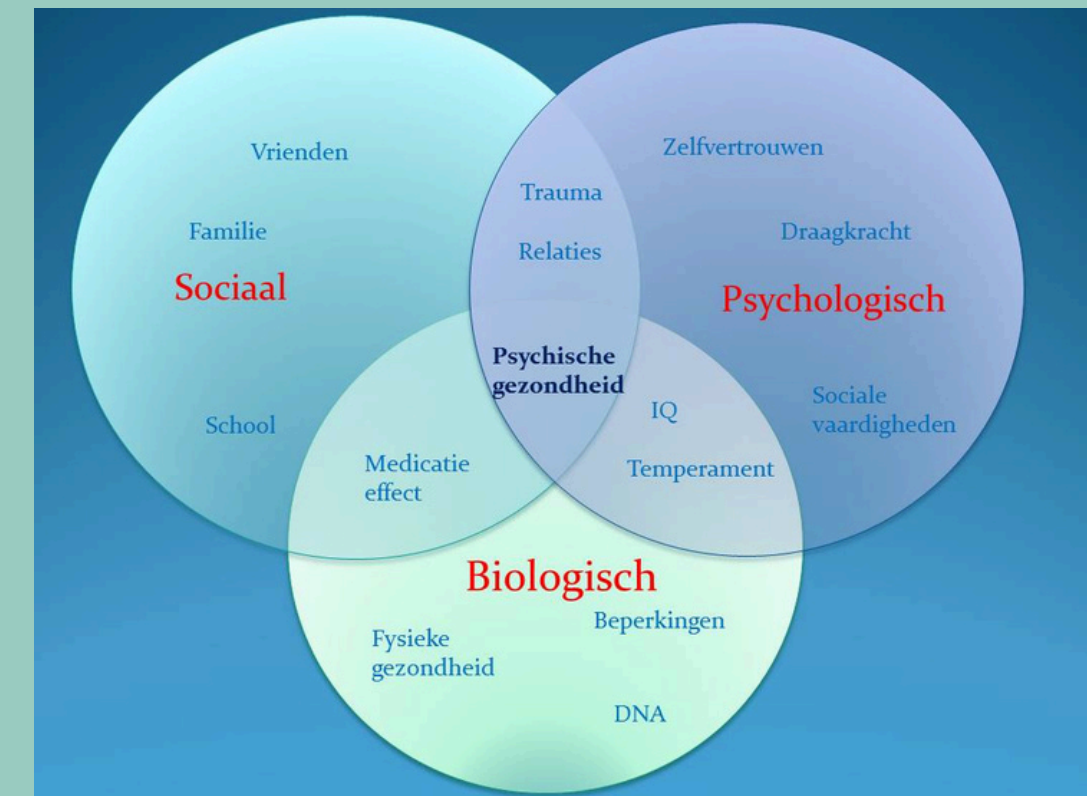 Vrienden
Zelfvertrouwen
Trauma
Familie
Draagkracht
Relaties
Sociaal
Psychologisch
Psychische
gezondheid
IQ
Sociale
vaardigheden
School
Medicatie
effect
Temperament
Biologisch
Beperkingen
Fysieke
gezondheid
DNA